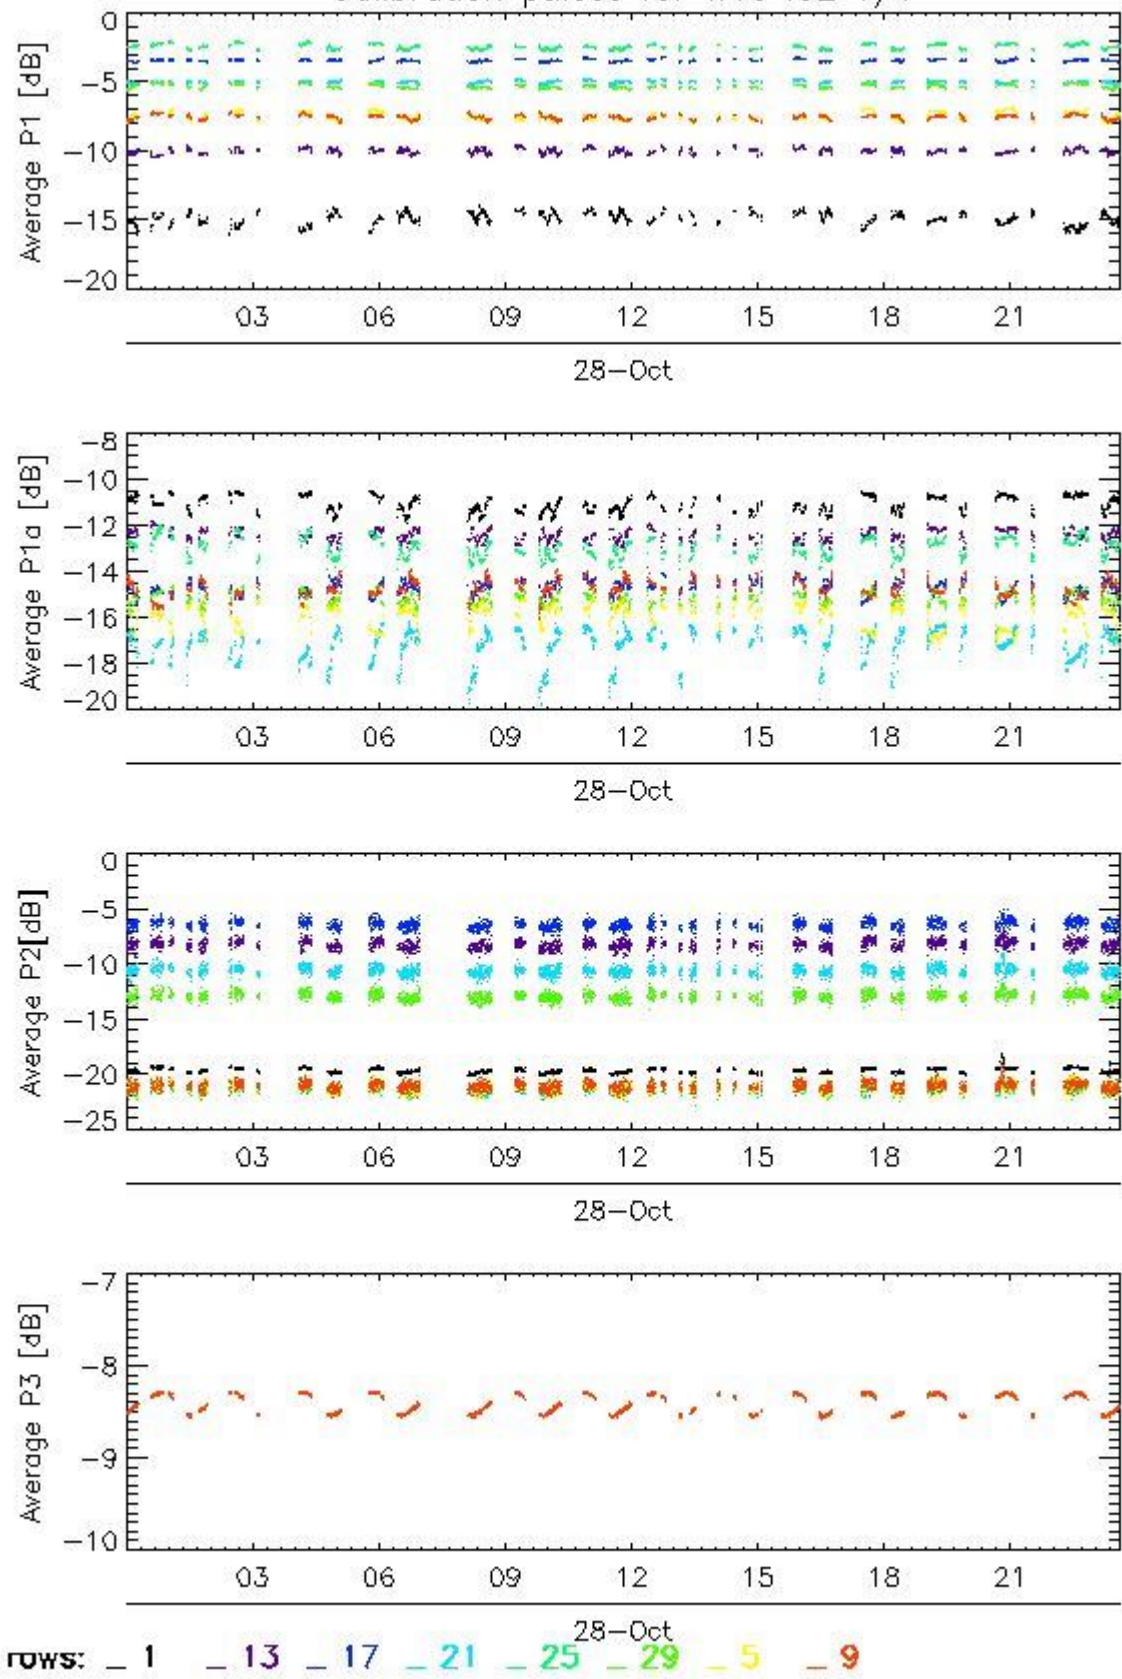 0
−5
−10
−15
−20
Average P1 [dB]
03 06 09 12 15 18 21
28−Oct
−8
−10
−12
−14
−16
−18
−20
Average P1a [dB]
03 06 09 12 15 18 21
28−Oct
0
−5
−10
−15
−20
−25
Average P2[dB]
03 06 09 12 15 18 21
28−Oct
−7
−8
−9
−10
Average P3 [dB]
03 06 09 12 15 18 21
28−Oct
rows: _ 1 _ 13 _ 17 _ 21 _ 25 _ 29 _ 5 _ 9